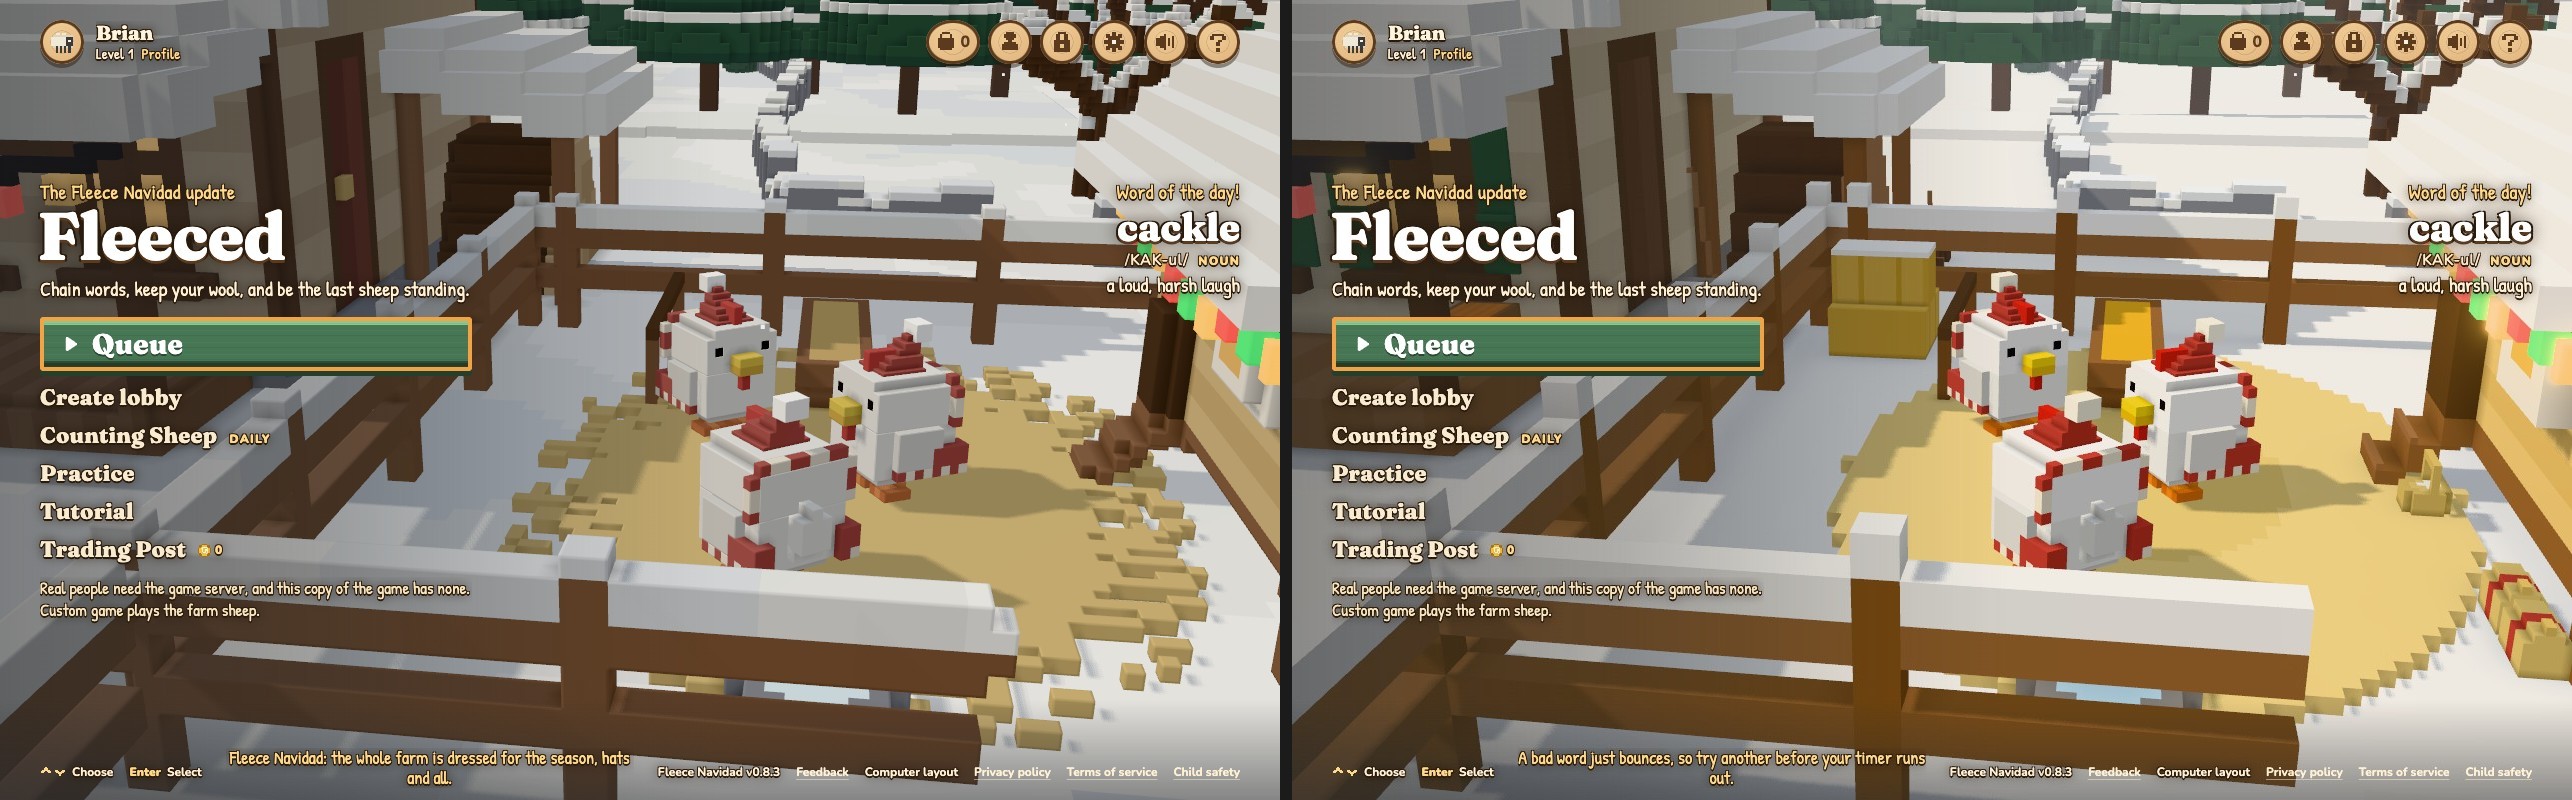 Brian
Level 1 Profile
0
The Fleece Navidad update
Fleeced
Chain words, keep your wool, and be the last sheep standing.
Queue
Create lobby
Counting Sheep DAILY
Practice
Tutorial
Trading Post 0
Real people need the game server, and this copy of the game has none.
Custom game plays the farm sheep.
Word of the day!
cackle
/KAK-ul/ NOUN
a loud, harsh laugh
Choose Enter Select
Fleece Navidad: the whole farm is dressed for the season, hats
and all.
Fleece Navidad v0.8.3 Feedback Computer layout Privacy policy Terms of service Child safety
Brian
Level 1 Profile
0
The Fleece Navidad update
Fleeced
Chain words, keep your wool, and be the last sheep standing.
Queue
Create lobby
Counting Sheep DAILY
Practice
Tutorial
Trading Post 0
Real people need the game server, and this copy of the game has none.
Custom game plays the farm sheep.
Word of the day!
cackle
/KAK-ul/ NOUN
a loud, harsh laugh
Choose Enter Select
A bad word just bounces, so try another before your timer runs
out.
Fleece Navidad v0.8.3 Feedback Computer layout Privacy policy Terms of service Child safety